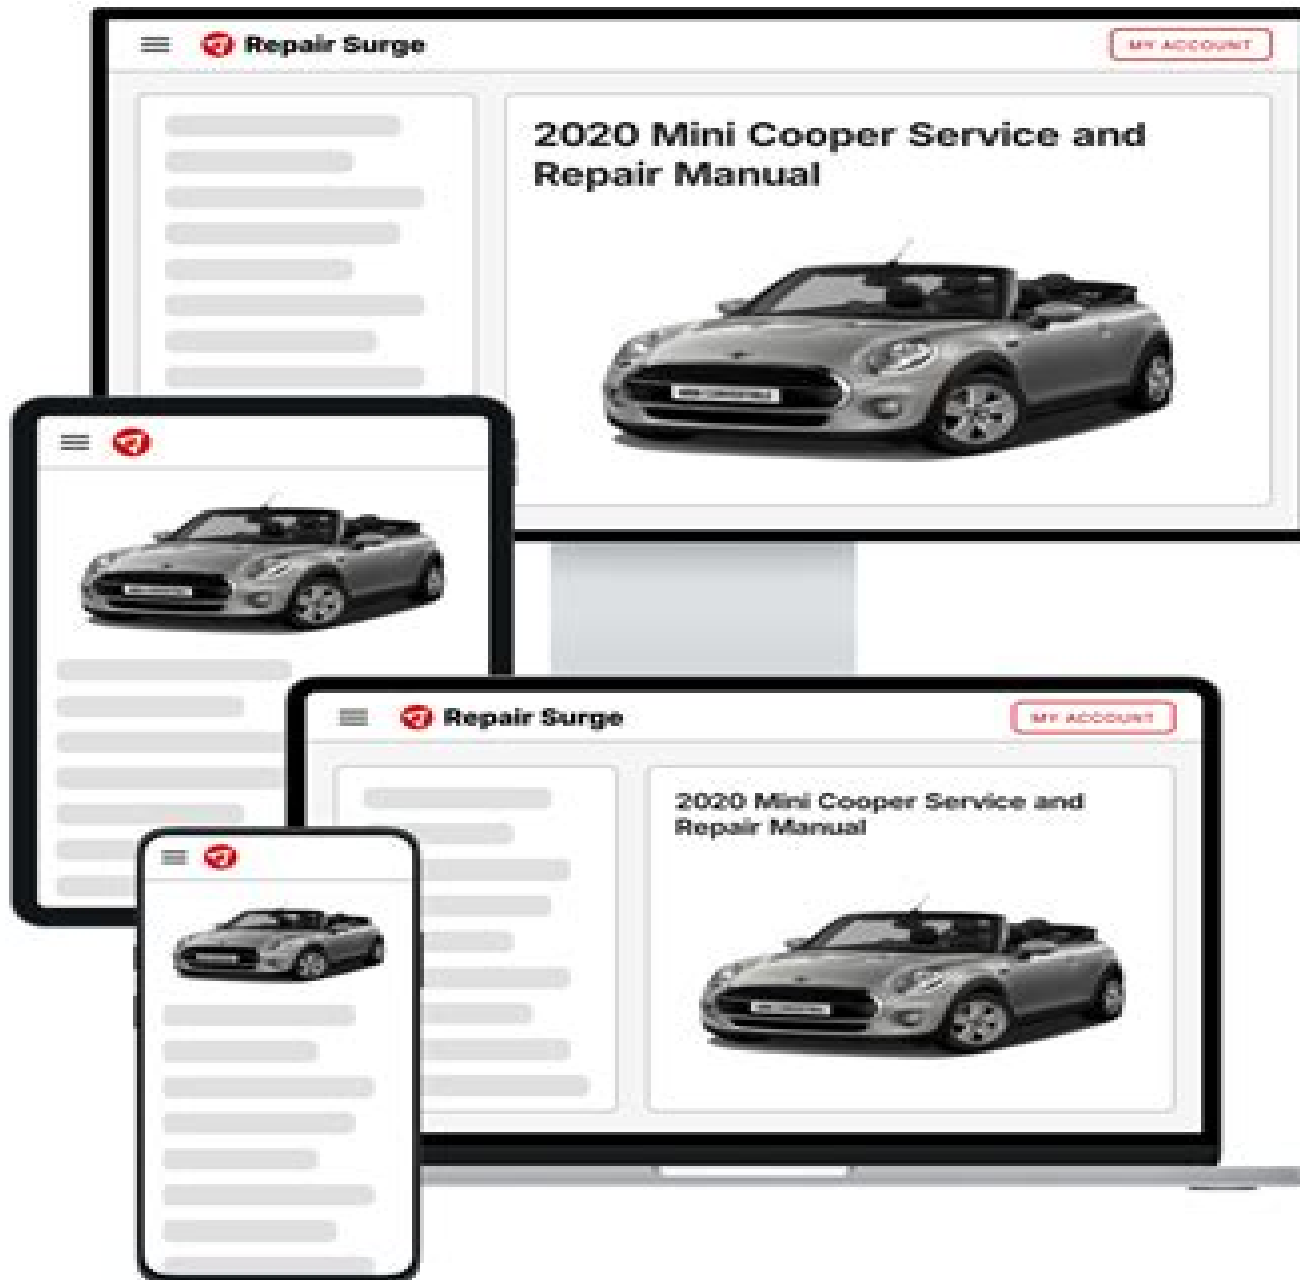 Repair Surge
MY ACCOUNT
2020 Mini Cooper Service and
Repair Manual
Repair Surge
MY ACCOUNT
2020 Mini Cooper Service and
Repair Manual